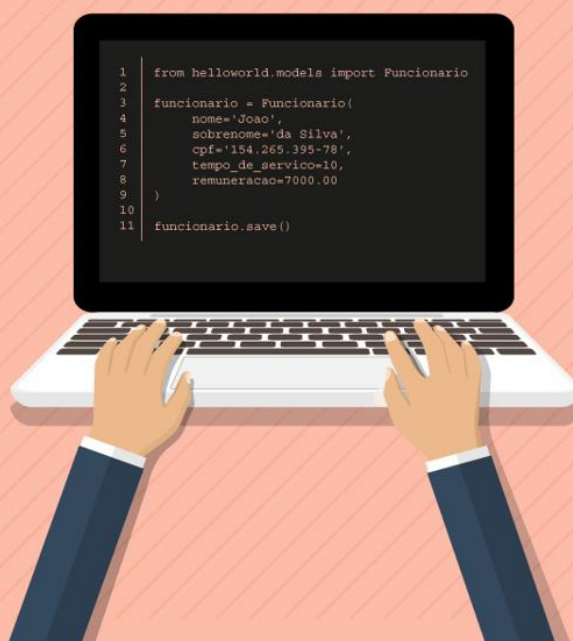 1 from helloworld.models import Funcionario
2
3 funcionario = Funcionario(
4 nome='Joao',
5 sobrenome='da Silva',
6 cpf='154.265.395-78',
7 tempo_de_servico=10,
8 remuneracao=7000.00
9 )
10
11 funcionario.save()